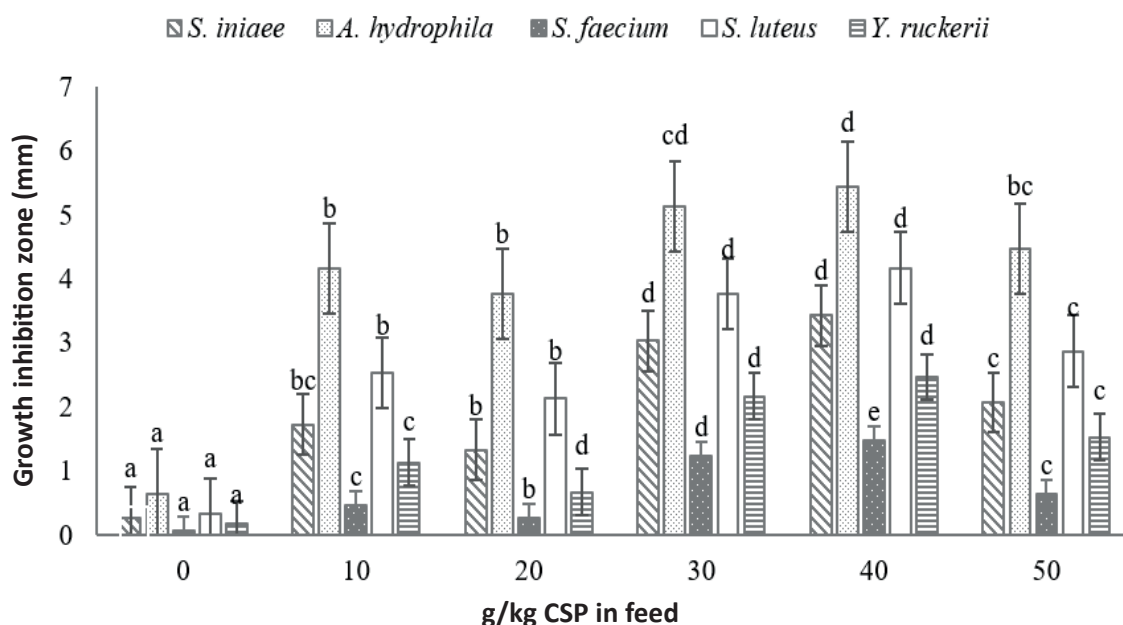 S. iniaee A. hydrophila S. faecium S. luteus Y. ruckerii
Growth inhibition zone (mm)
7
6
5
4
3
2
1
0
a a a a a
bc b c b c
b b b b d
d cd d d d
d d e d d
c bc c c c
0 10 20 30 40 50
g/kg CSP in feed